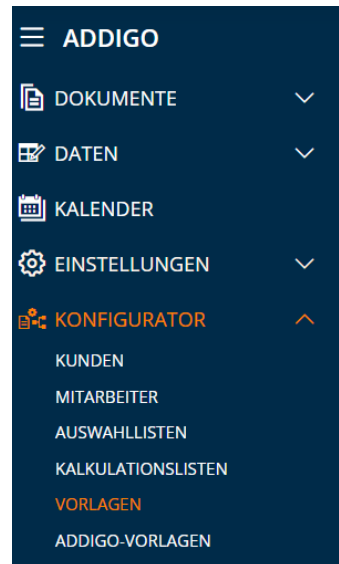 ADDIGO
DOKUMENTE
DATEN
KALENDER
EINSTELLUNGEN
KONFIGURATOR
KUNDEN
MITARBEITER
AUSWAHLLISTEN
KALKULATIONSLISTEN
VORLAGEN
ADDIGO-VORLAGEN